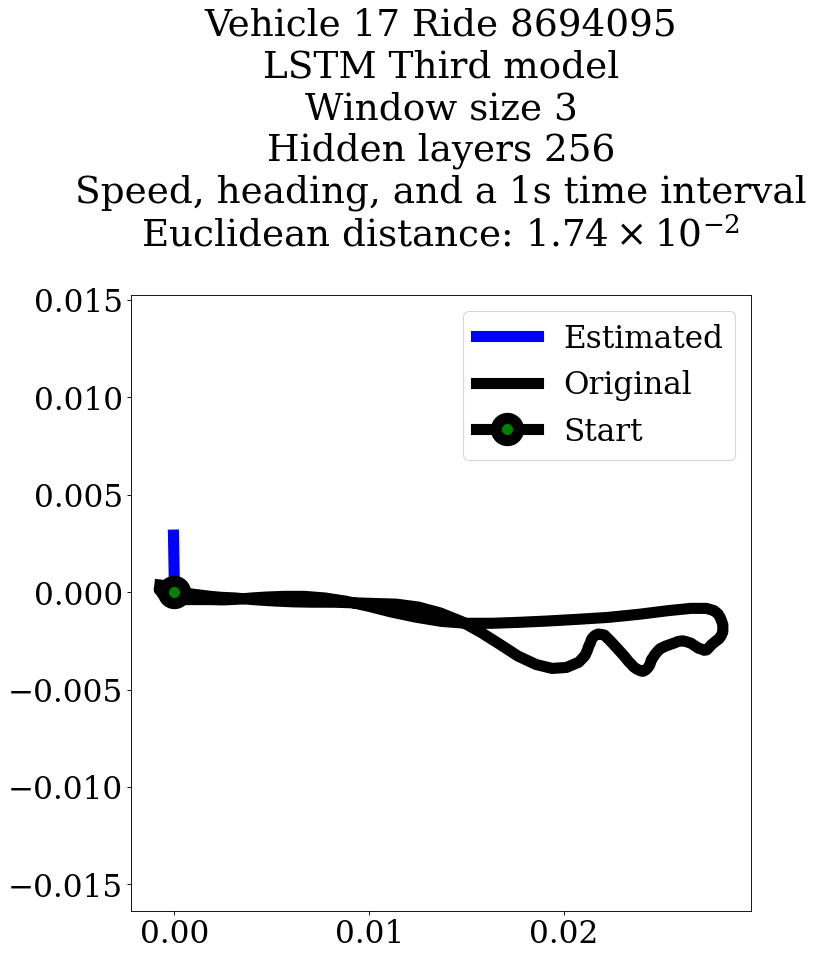 Vehicle 17 Ride 8694095
LSTM Third model
Window size 3
Hidden layers 256
Speed, heading, and a 1s time interval
Euclidean distance: 1.74 × 10⁻²
0.015
0.010
0.005
0.000
−0.005
−0.010
−0.015
Estimated
Original
Start
0.00
0.01
0.02